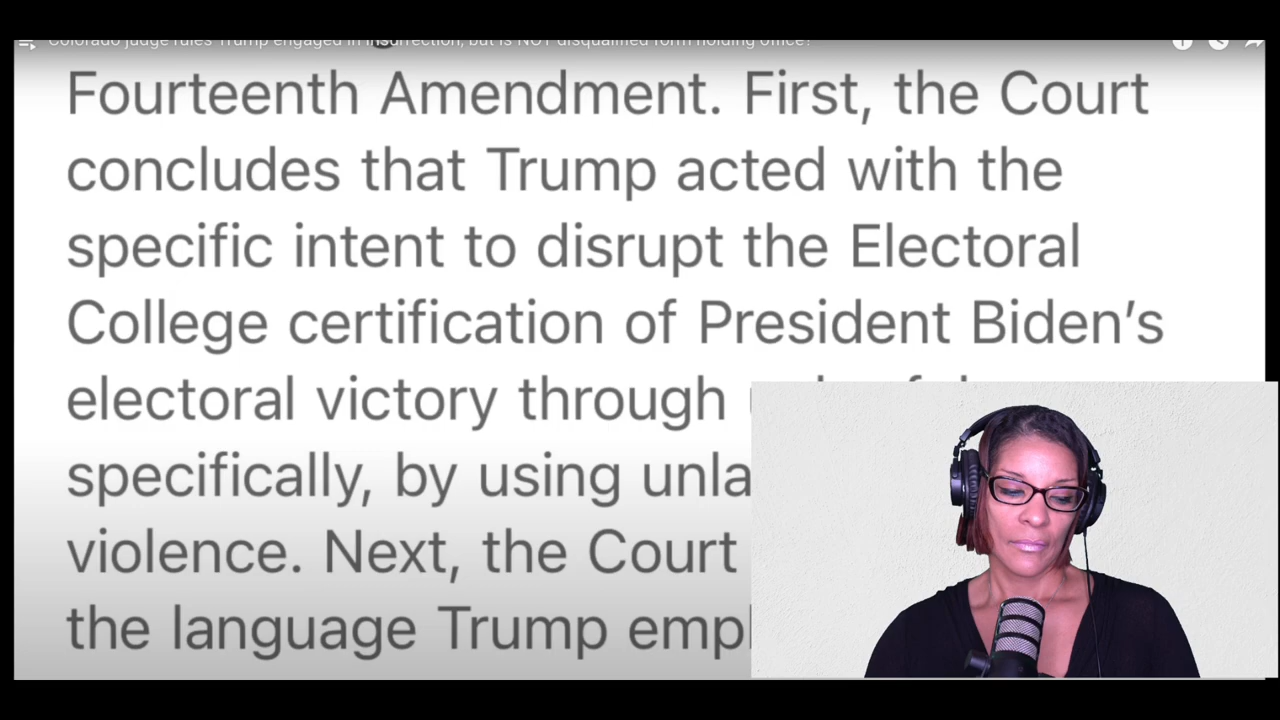 Colorado judge rules Trump engaged in insurrection, but is NOT disqualified form holding office?
Fourteenth Amendment. First, the Court
concludes that Trump acted with the
specific intent to disrupt the Electoral
College certification of President Biden’s
electoral victory through
specifically, by using unla
violence. Next, the Court
the language Trump empl